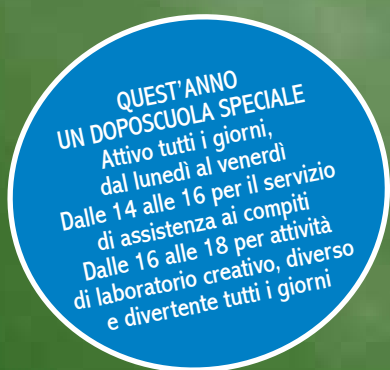 QUEST'ANNO
UN DOPOSCUOLA SPECIALE
Attivo tutti i giorni,
dal lunedì al venerdì
Dalle 14 alle 16 per il servizio
di assistenza ai compiti
Dalle 16 alle 18 per attività
di laboratorio creativo, diverso
e divertente tutti i giorni